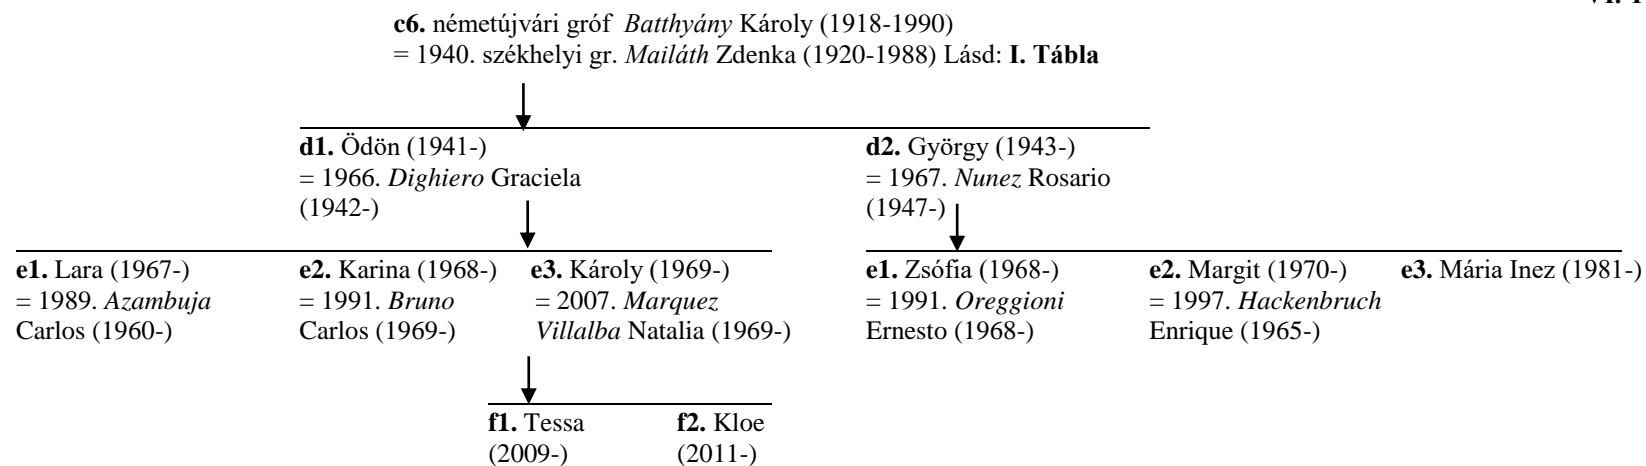 c6. németújvári gróf Batthyány Károly (1918-1990)
= 1940. székhelyi gr. Mailáth Zdenka (1920-1988) Lásd: I. Tábla
d1. Ödön (1941-)
= 1966. Dighiero Graciela
(1942-)
d2. György (1943-)
= 1967. Nunez Rosario
(1947-)
e1. Lara (1967-)
= 1989. Azambuja
Carlos (1960-)
e2. Karina (1968-)
= 1991. Bruno
Carlos (1969-)
e3. Károly (1969-)
= 2007. Marquez
Villalba Natalia (1969-)
e1. Zsófia (1968-)
= 1991. Oreggioni
Ernesto (1968-)
e2. Margit (1970-)
= 1997. Hackenbruch
Enrique (1965-)
e3. Mária Inez (1981-)
f1. Tessa
(2009-)
f2. Kloe
(2011-)